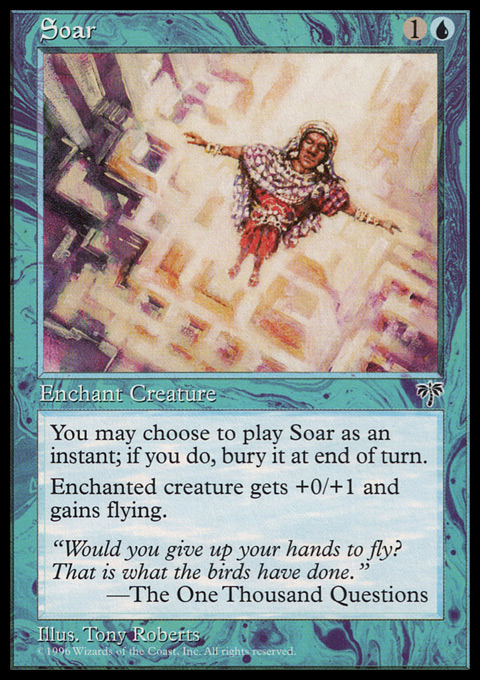 Soar 1
Enchant Creature
You may choose to play Soar as an
instant; if you do, bury it at end of turn.
Enchanted creature gets +0/+1 and
gains flying.
“Would you give up your hands to fly?
That is what the birds have done.”
—The One Thousand Questions
Illus. Tony Roberts
©1996 Wizards of the Coast, Inc. All rights reserved.